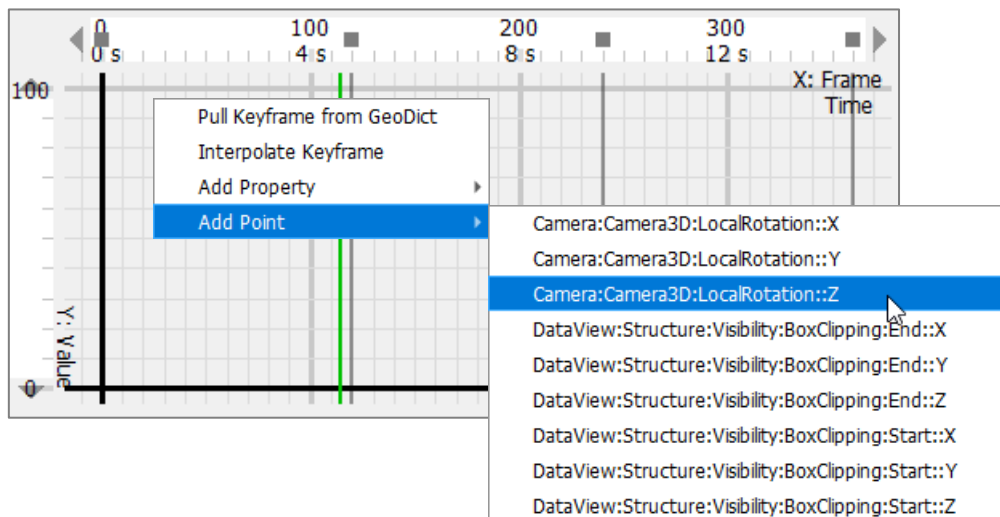 0 100 200 300
0 s 4 s 8 s 12 s
100
X: Frame
Time
Pull Keyframe from GeoDict
Interpolate Keyframe
Add Property
Add Point
Camera:Camera3D:LocalRotation::X
Camera:Camera3D:LocalRotation::Y
Camera:Camera3D:LocalRotation::Z
DataView:Structure:Visibility:BoxClipping:End::X
DataView:Structure:Visibility:BoxClipping:End::Y
DataView:Structure:Visibility:BoxClipping:End::Z
DataView:Structure:Visibility:BoxClipping:Start::X
DataView:Structure:Visibility:BoxClipping:Start::Y
DataView:Structure:Visibility:BoxClipping:Start::Z
Y: Value
0